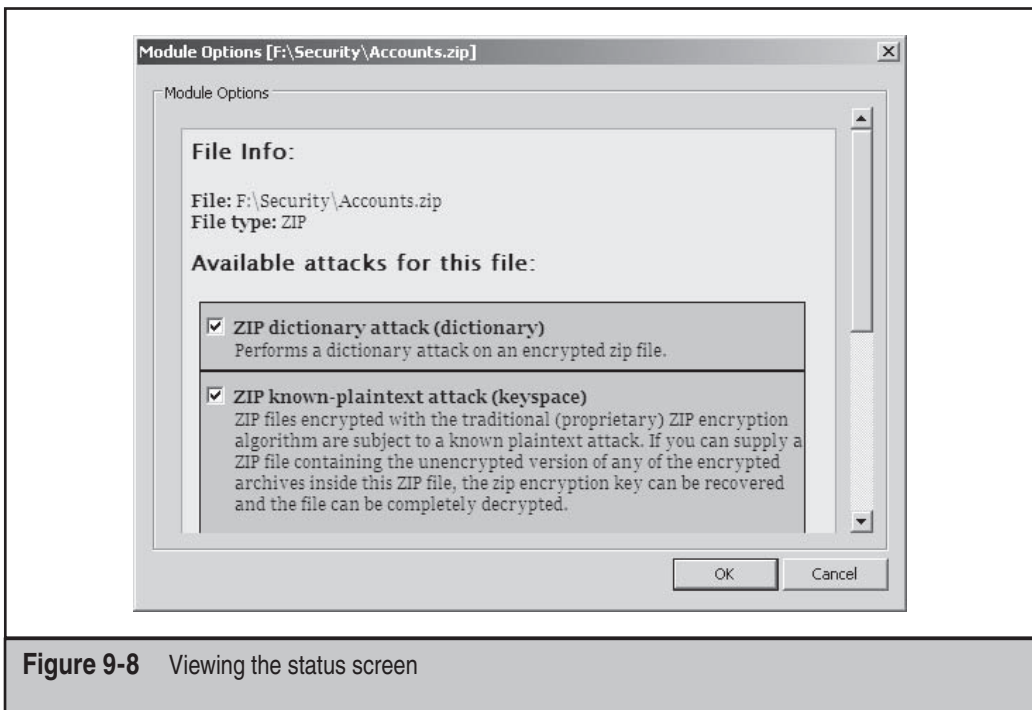 Module Options [F:\Security\Accounts.zip]
Module Options
File Info:
File: F:\Security\Accounts.zip
File type: ZIP
Available attacks for this file:
ZIP dictionary attack (dictionary)
Performs a dictionary attack on an encrypted zip file.
ZIP known-plaintext attack (keyspace)
ZIP files encrypted with the traditional (proprietary) ZIP encryption
algorithm are subject to a known plaintext attack. If you can supply a
ZIP file containing the unencrypted version of any of the encrypted
archives inside this ZIP file, the zip encryption key can be recovered
and the file can be completely decrypted.
OK
Cancel
Figure 9-8 Viewing the status screen